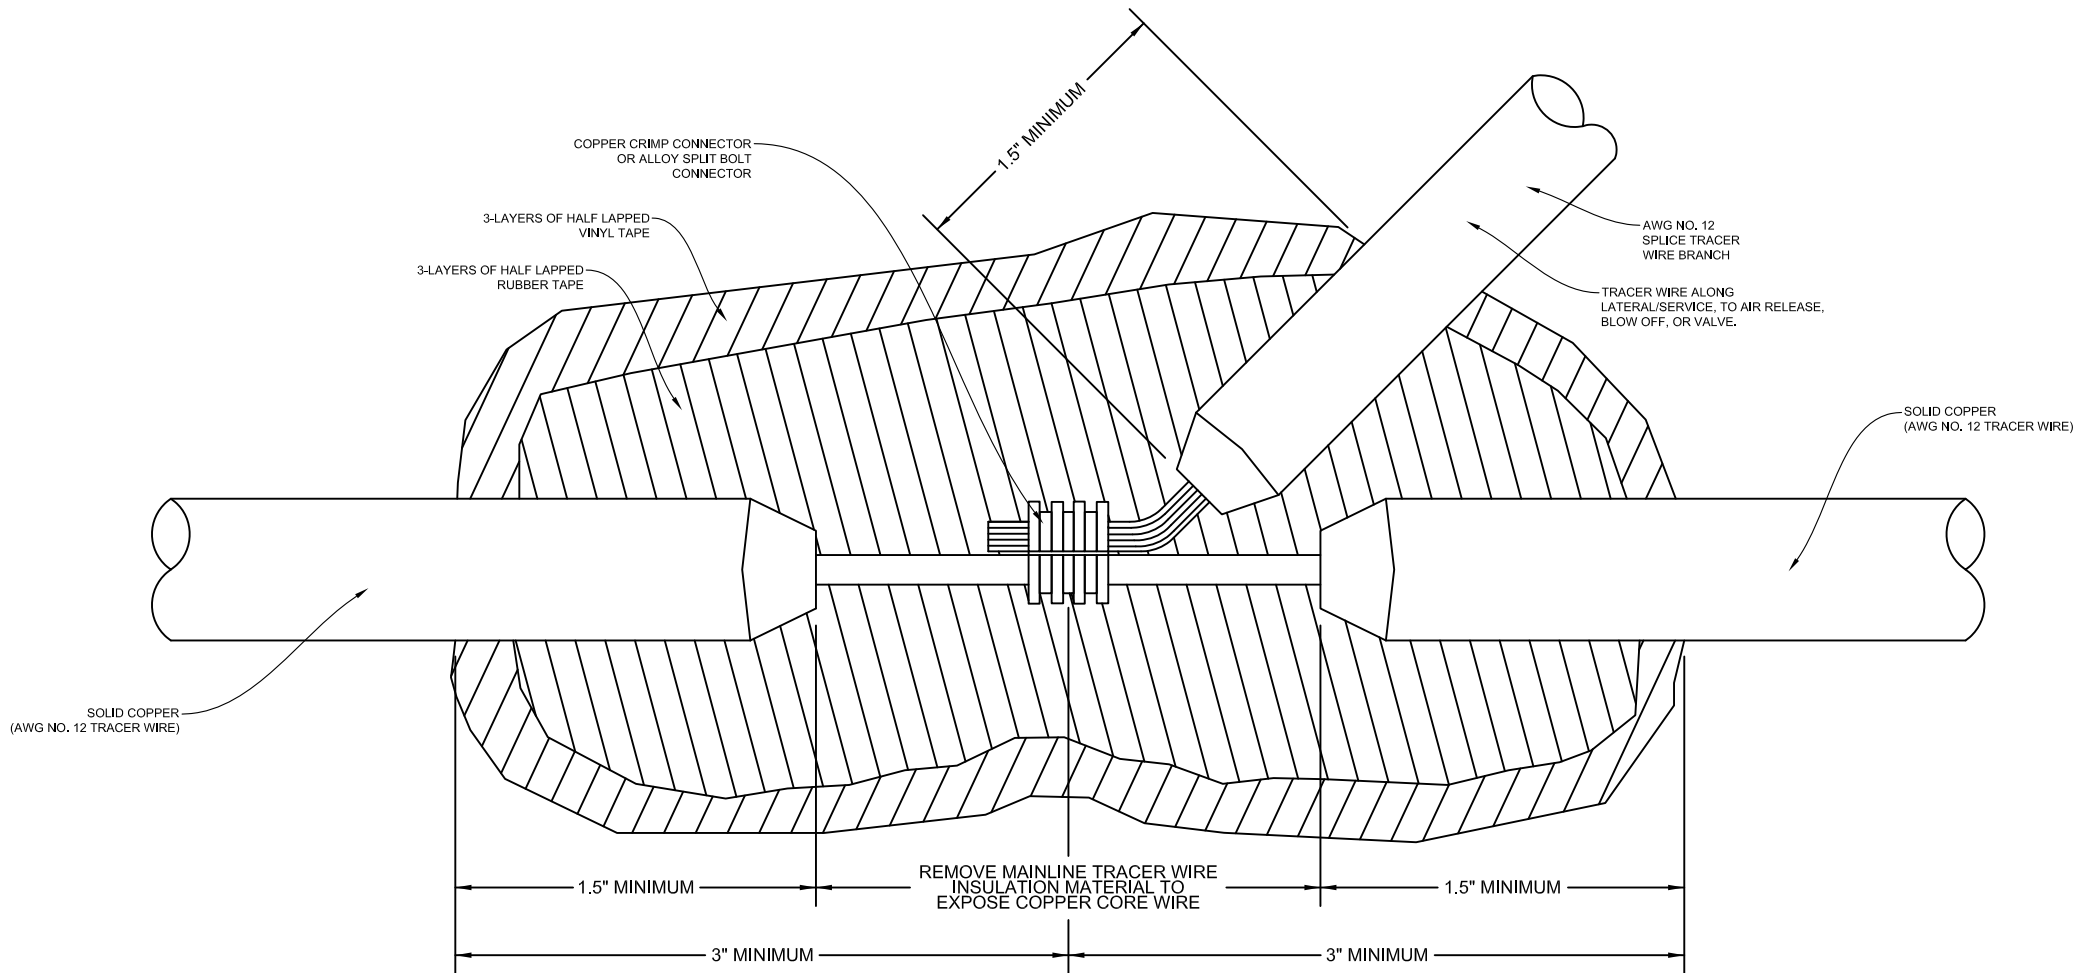 1.5" MINIMUM
COPPER CRIMP CONNECTOR
OR ALLOY SPLIT BOLT
CONNECTOR
3-LAYERS OF HALF LAPPED
VINYL TAPE
3-LAYERS OF HALF LAPPED
RUBBER TAPE
AWG NO. 12
SPLICE TRACER
WIRE BRANCH
TRACER WIRE ALONG
LATERAL/SERVICE, TO AIR RELEASE,
BLOW OFF, OR VALVE.
SOLID COPPER
(AWG NO. 12 TRACER WIRE)
SOLID COPPER
(AWG NO. 12 TRACER WIRE)
1.5" MINIMUM
REMOVE MAINLINE TRACER WIRE
INSULATION MATERIAL TO
EXPOSE COPPER CORE WIRE
1.5" MINIMUM
3" MINIMUM
3" MINIMUM